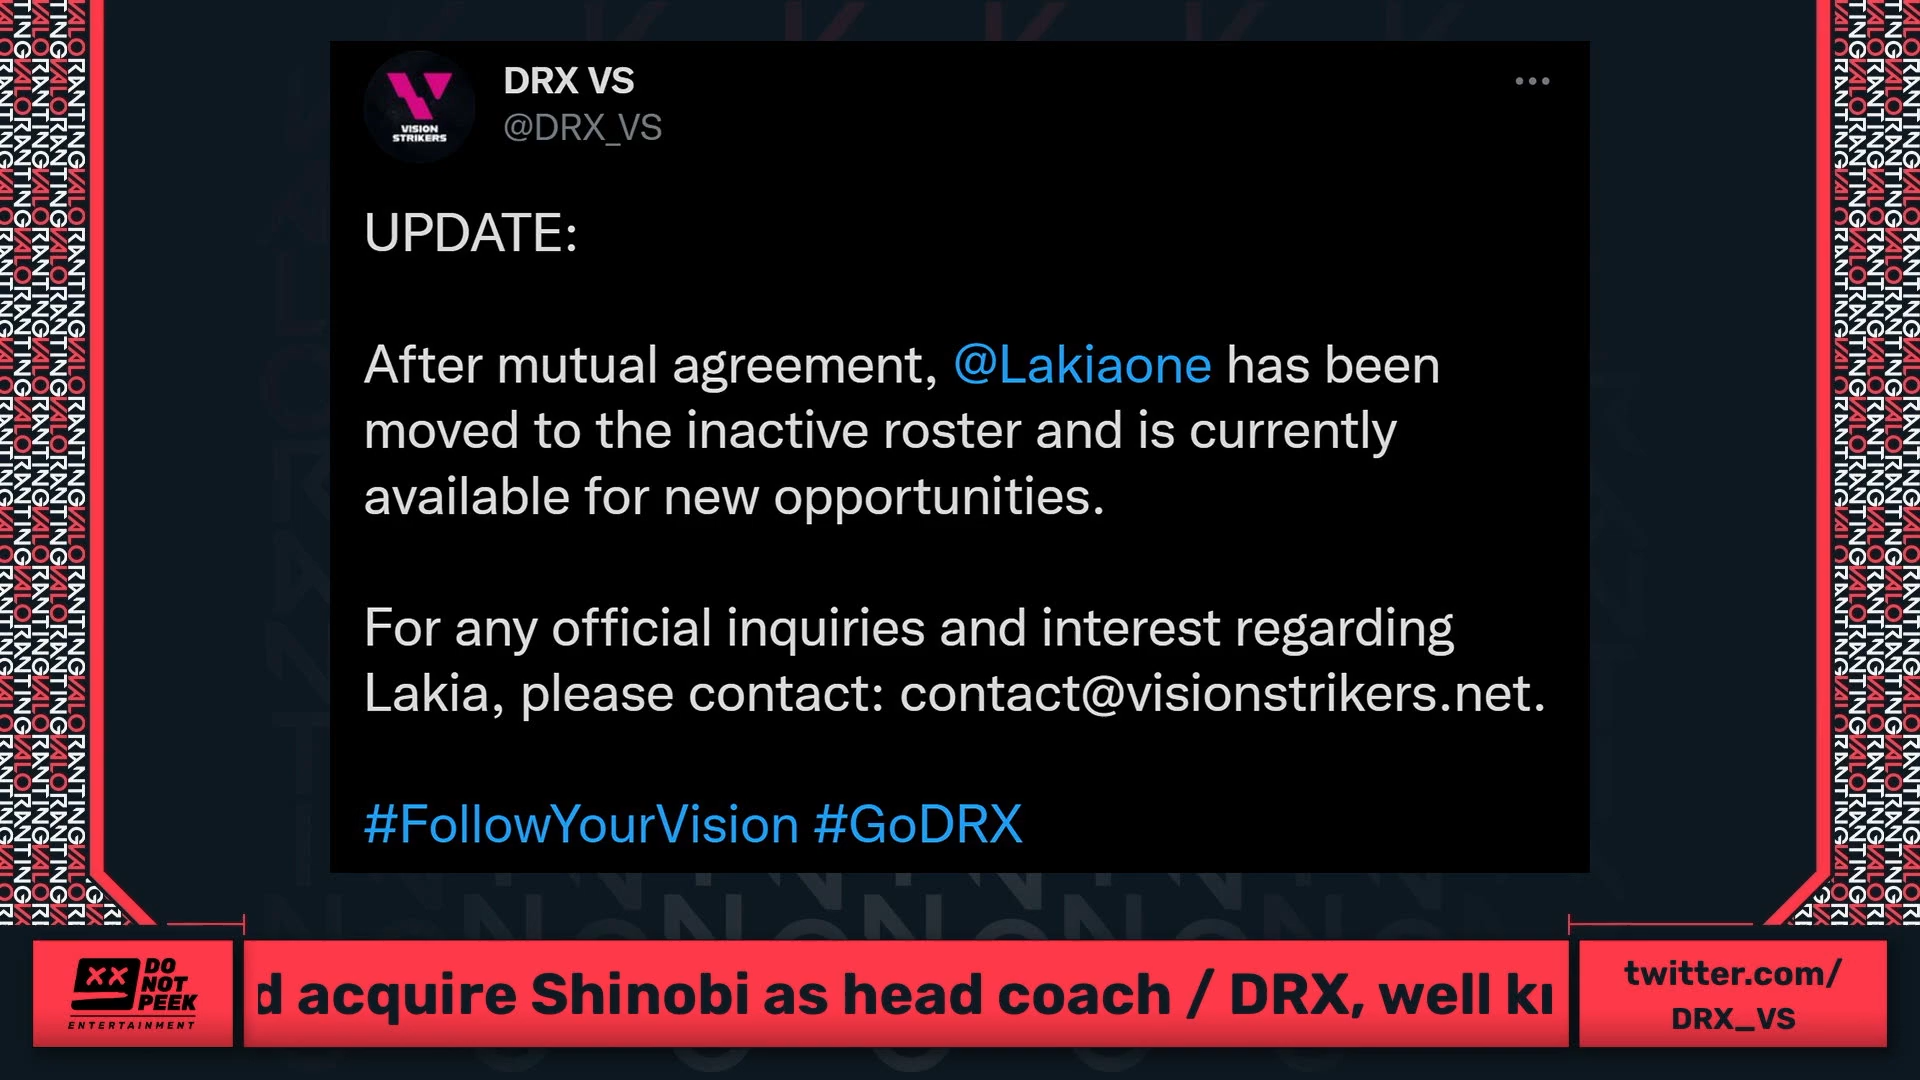 DRX VS
@DRX_VS
VISION
STRIKERS
UPDATE:
After mutual agreement, @Lakiaone has been
moved to the inactive roster and is currently
available for new opportunities.
For any official inquiries and interest regarding
Lakia, please contact: contact@visionstrikers.net.
#FollowYourVision #GoDRX
XX
DO
NOT
PEEK
ENTERTAINMENT
acquire Shinobi as head coach / DRX, well
twitter.com/
DRX_VS
VALORANTING